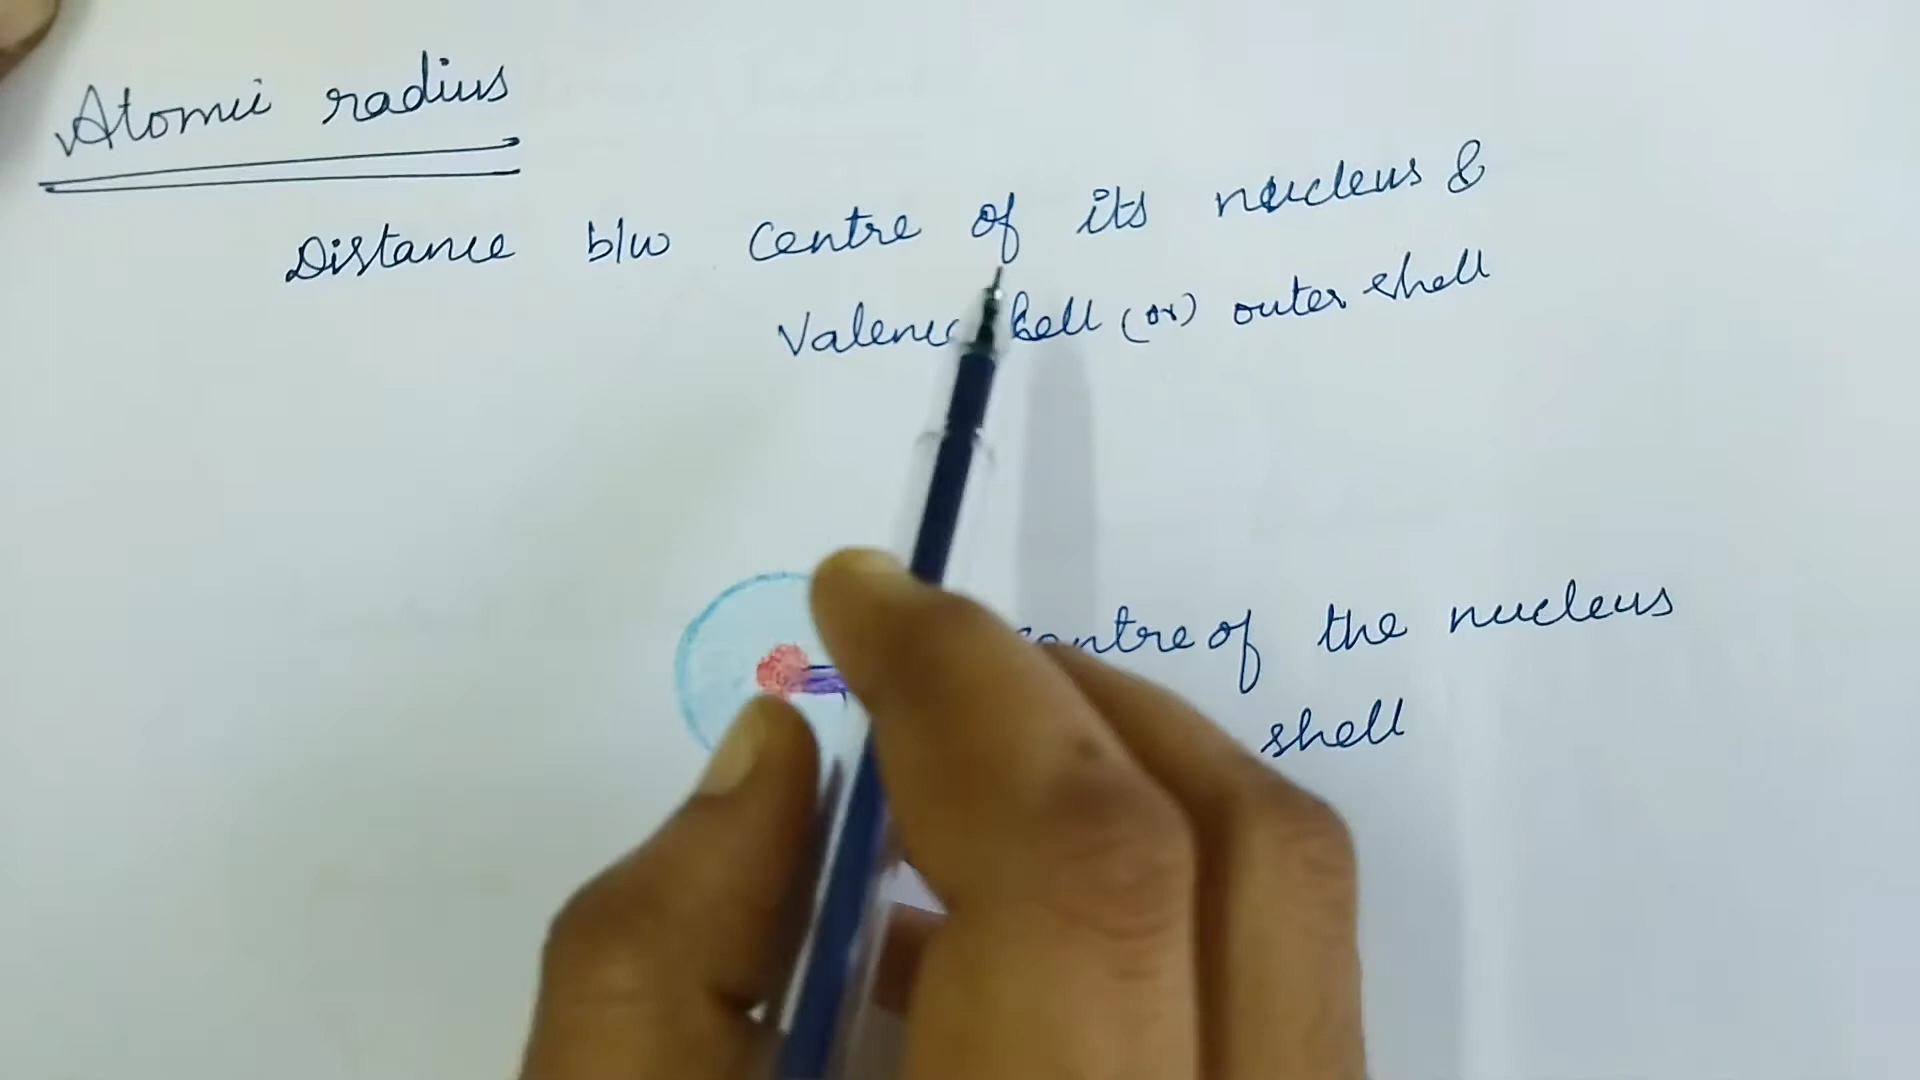 Atomic radius
Distance b/w Centre of its nucleus &
shell (or) outer shell
centre of the nucleus
shell